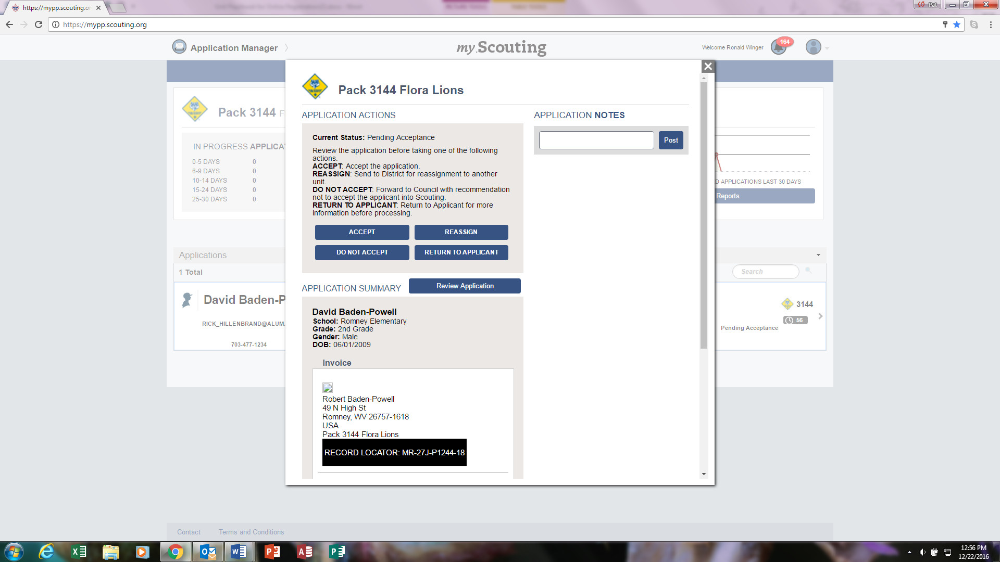 https://mypp.scouting.or
Pat
https://mypp.scouting.org
Application Manager
my.Scouting
Welcome Ronald Winger
164
Pack 3144 F
IN PROGRESS APPLICA
0-5 DAYS 0
6-9 DAYS 0
10-14 DAYS 0
15-24 DAYS 0
25-30 DAYS 0
D APPLICATIONS LAST 30 DAYS
Reports
Applications
1 Total
Search
David Baden-P
RICK_HILLENBRAND@ALUM.
703-477-1234
3144
56
Pending Acceptance
Pack 3144 Flora Lions
APPLICATION ACTIONS
Current Status: Pending Acceptance
Review the application before taking one of the following
actions.
ACCEPT: Accept the application.
REASSIGN: Send to District for reassignment to another
unit.
DO NOT ACCEPT: Forward to Council with recommendation
not to accept the applicant into Scouting.
RETURN TO APPLICANT: Return to Applicant for more
information before processing.
ACCEPT
REASSIGN
DO NOT ACCEPT
RETURN TO APPLICANT
APPLICATION NOTES
Post
APPLICATION SUMMARY
Review Application
David Baden-Powell
School: Romney Elementary
Grade: 2nd Grade
Gender: Male
DOB: 06/01/2009
Invoice
Robert Baden-Powell
49 N High St
Romney, WV 26757-1618
USA
Pack 3144 Flora Lions
RECORD LOCATOR: MR-27J-P1244-18
Contact
Terms and Conditions
12:56 PM
12/22/2016